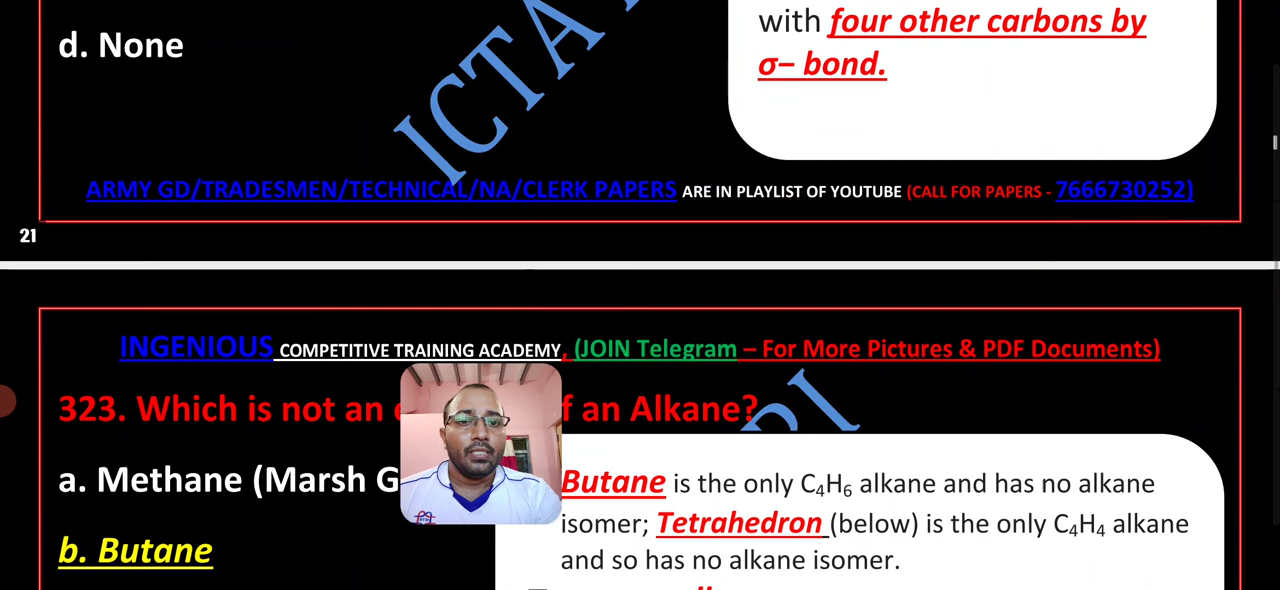 d. None
with four other carbons by
σ− bond.
ICTA
ARMY GD/TRADESMEN/TECHNICAL/NA/CLERK PAPERS ARE IN PLAYLIST OF YOUTUBE (CALL FOR PAPERS - 7666730252)
21
INGENIOUS COMPETITIVE TRAINING ACADEMY, (JOIN Telegram – For More Pictures & PDF Documents)
323. Which is not an f an Alkane?
a. Methane (Marsh G
b. Butane
Butane is the only C₄H₆ alkane and has no alkane
isomer; Tetrahedron (below) is the only C₄H₄ alkane
and so has no alkane isomer.